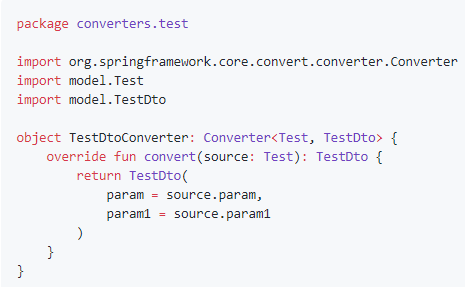 package converters.test

import org.springframework.core.convert.converter.Converter
import model.Test
import model.TestDto

object TestDtoConverter: Converter<Test, TestDto> {
    override fun convert(source: Test): TestDto {
        return TestDto(
            param = source.param,
            param1 = source.param1
        )
    }
}